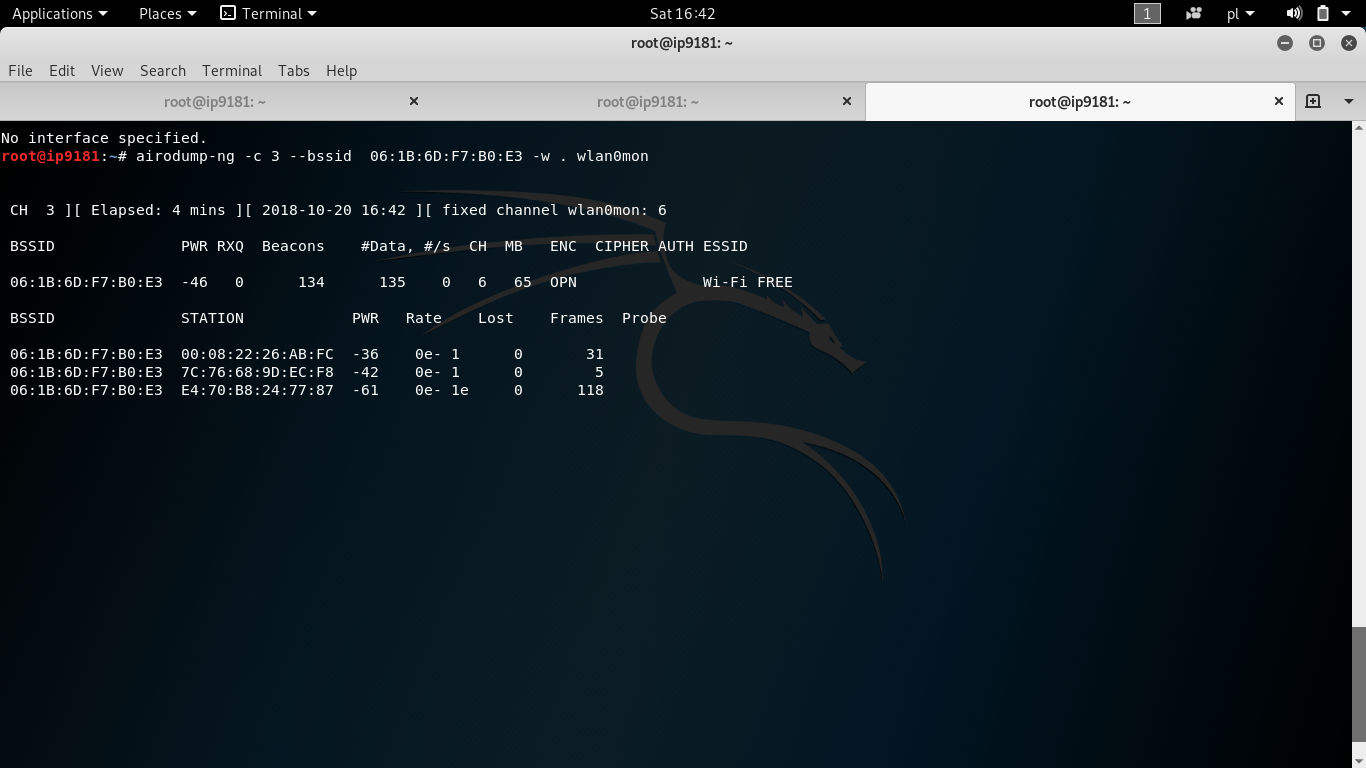 Applications Places Terminal Sat 16:42 1 pl
root@ip9181: ~
File Edit View Search Terminal Tabs Help
root@ip9181: ~ root@ip9181: ~ root@ip9181: ~
No interface specified.
root@ip9181:~# airodump-ng -c 3 --bssid  06:1B:6D:F7:B0:E3 -w . wlan0mon
CH  3 ][ Elapsed: 4 mins ][ 2018-10-20 16:42 ][ fixed channel wlan0mon: 6
BSSID              PWR RXQ  Beacons    #Data, #/s  CH  MB   ENC  CIPHER AUTH ESSID
06:1B:6D:F7:B0:E3  -46   0      134      135    0   6   65  OPN              Wi-Fi FREE
BSSID              STATION            PWR   Rate    Lost    Frames  Probe
06:1B:6D:F7:B0:E3  00:08:22:26:AB:FC  -36    0e- 1      0       31
06:1B:6D:F7:B0:E3  7C:76:68:9D:EC:F8  -42    0e- 1      0        5
06:1B:6D:F7:B0:E3  E4:70:B8:24:77:87  -61    0e- 1e     0      118